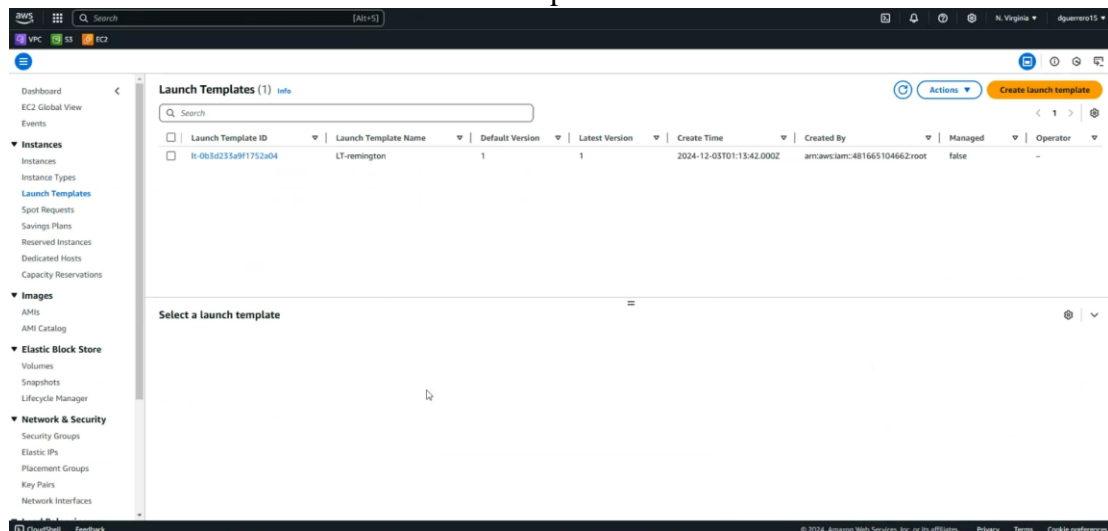 aws
Search
[Alt+S]
N. Virginia
dguerrero15
VPC
S3
EC2
Dashboard
EC2 Global View
Events
Instances
Instances
Instance Types
Launch Templates
Spot Requests
Savings Plans
Reserved Instances
Dedicated Hosts
Capacity Reservations
Images
AMIs
AMI Catalog
Elastic Block Store
Volumes
Snapshots
Lifecycle Manager
Network & Security
Security Groups
Elastic IPs
Placement Groups
Key Pairs
Network Interfaces
Launch Templates (1) Info
Actions
Create launch template
Search
1
Launch Template ID Launch Template Name Default Version Latest Version Create Time Created By Managed Operator
lt-0b3d233a9f1752a04 LT-remington 1 1 2024-12-03T01:13:42.000Z arn:aws:iam::481665104662:root false –
Select a launch template
CloudShell Feedback
© 2024, Amazon Web Services, Inc. or its affiliates. Privacy Terms Cookie preferences